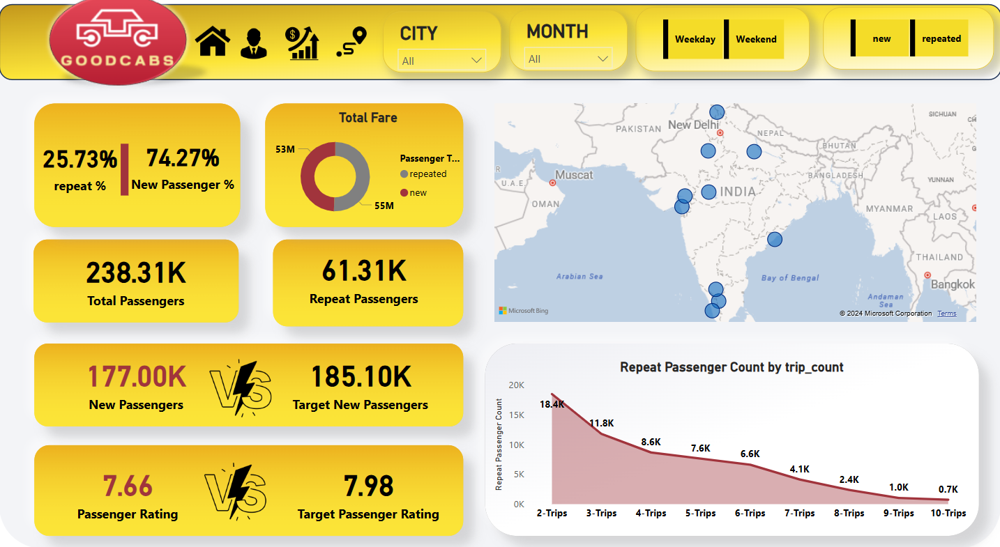 GOODCABS
CITY
All
MONTH
All
Weekday
Weekend
new
repeated
25.73%
repeat %
74.27%
New Passenger %
Total Fare
53M
55M
Passenger T...
repeated
new
238.31K
Total Passengers
61.31K
Repeat Passengers
177.00K
New Passengers
VS
185.10K
Target New Passengers
7.66
Passenger Rating
VS
7.98
Target Passenger Rating
SICHUAN
PAKISTAN
New Delhi
NEPAL
BHUTAN
Muscat
U.A.E.
BANGLADESH
YUNNAN
INDIA
OMAN
MYANMAR
LAOS
THAILAND
Arabian Sea
Bay of Bengal
Bangkok
Andaman
Sea
Microsoft Bing
© 2024 Microsoft Corporation Terms
Repeat Passenger Count by trip_count
Repeat Passenger Count
20K
15K
10K
5K
0K
18.4K
11.8K
8.6K
7.6K
6.6K
4.1K
2.4K
1.0K
0.7K
2-Trips
3-Trips
4-Trips
5-Trips
6-Trips
7-Trips
8-Trips
9-Trips
10-Trips